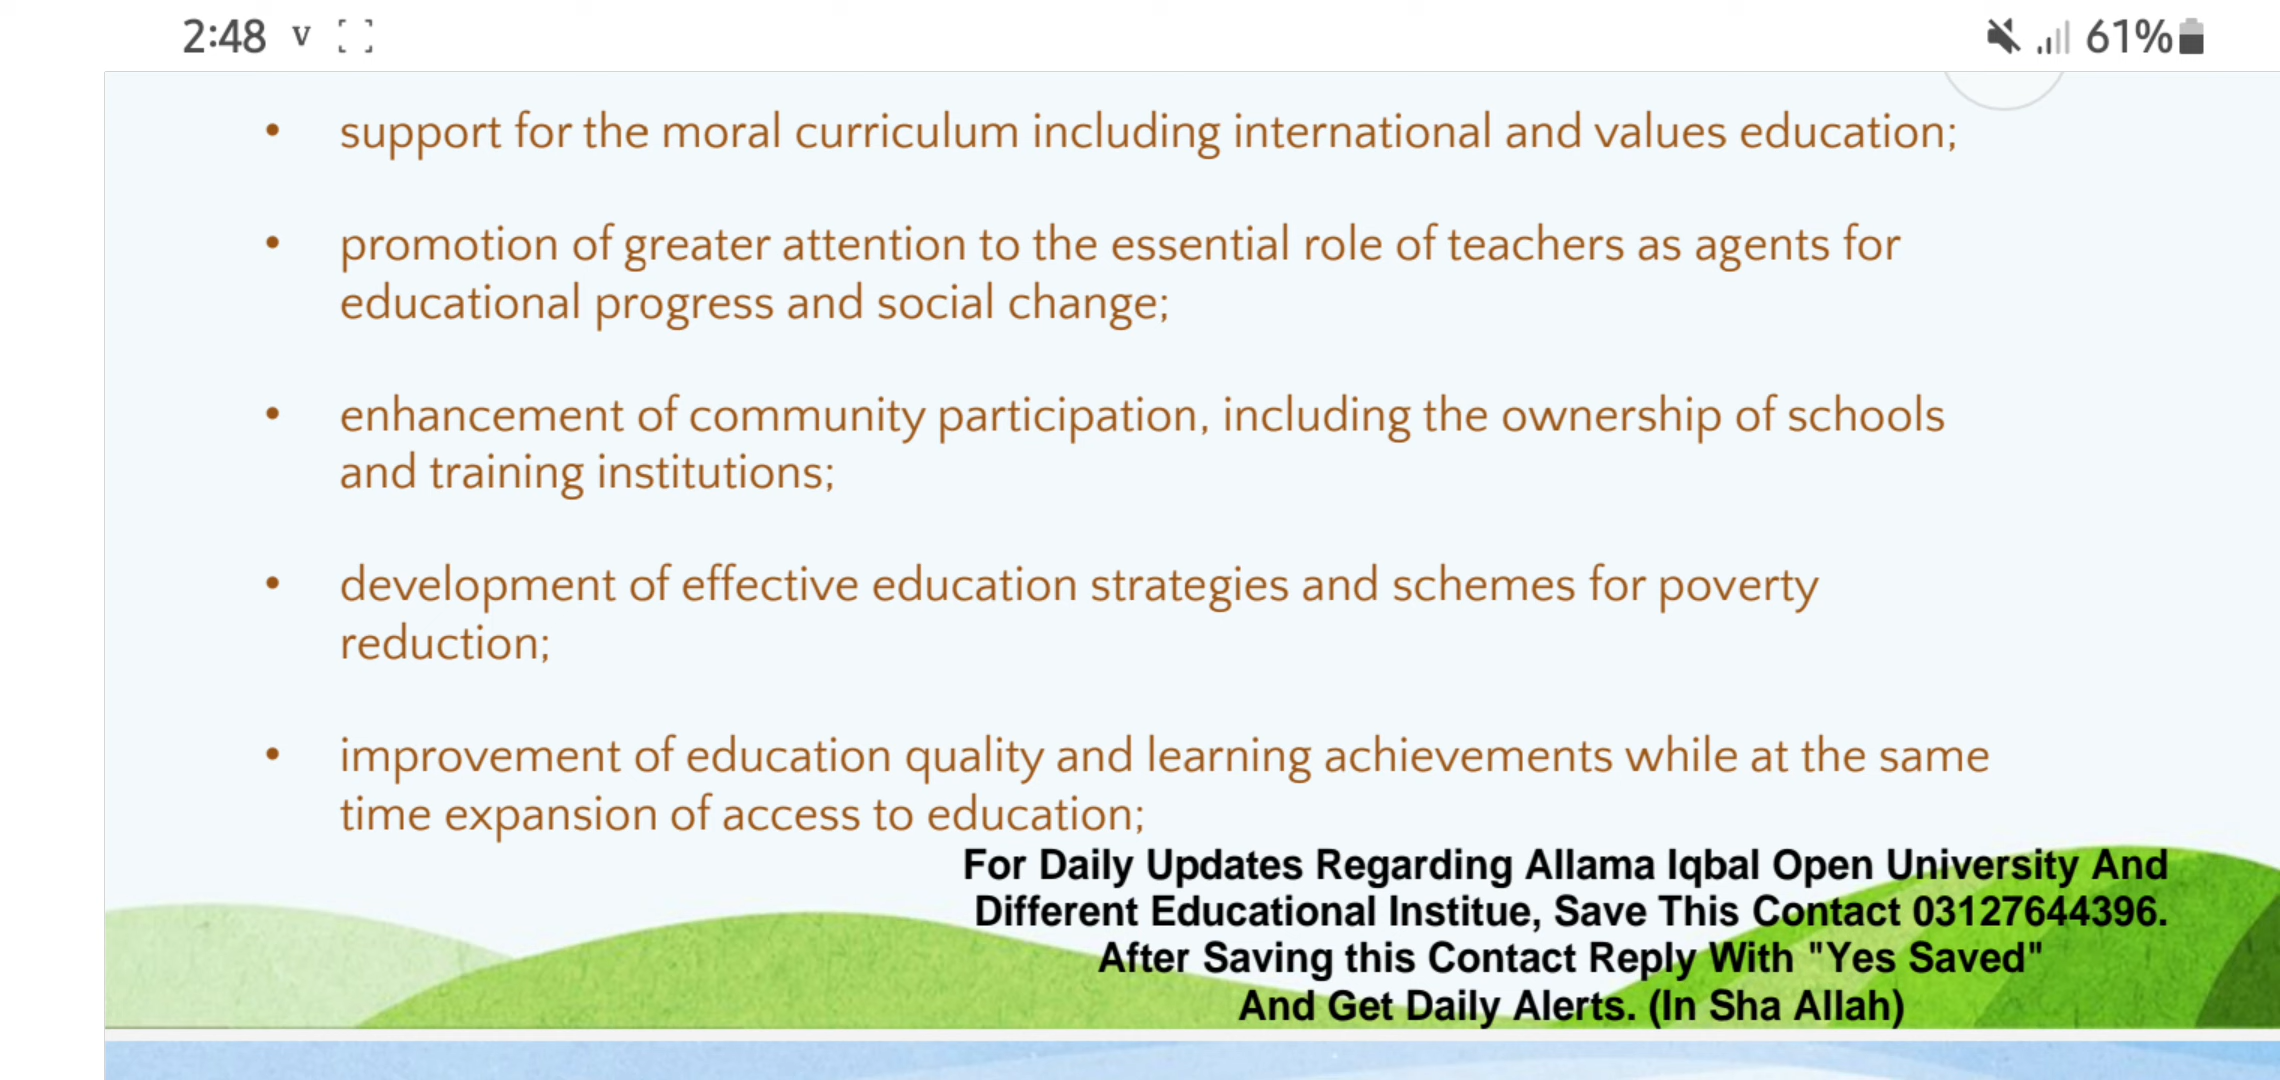 2:48 v
61%
• support for the moral curriculum including international and values education;
• promotion of greater attention to the essential role of teachers as agents for
educational progress and social change;
• enhancement of community participation, including the ownership of schools
and training institutions;
• development of effective education strategies and schemes for poverty
reduction;
• improvement of education quality and learning achievements while at the same
time expansion of access to education;
For Daily Updates Regarding Allama Iqbal Open University And
Different Educational Institue, Save This Contact 03127644396.
After Saving this Contact Reply With "Yes Saved"
And Get Daily Alerts. (In Sha Allah)